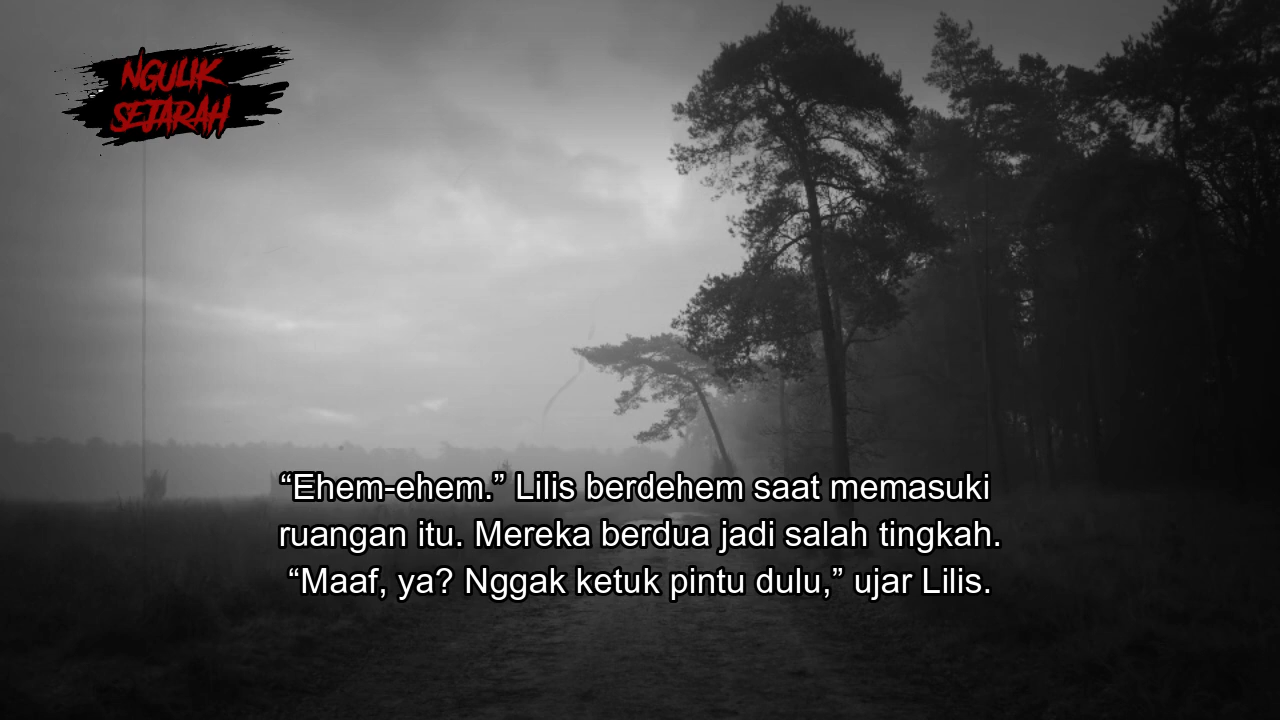 NGULIK
SEJARAH
“Ehem-ehem.” Lilis berdehem saat memasuki
ruangan itu. Mereka berdua jadi salah tingkah.
“Maaf, ya? Nggak ketuk pintu dulu,” ujar Lilis.